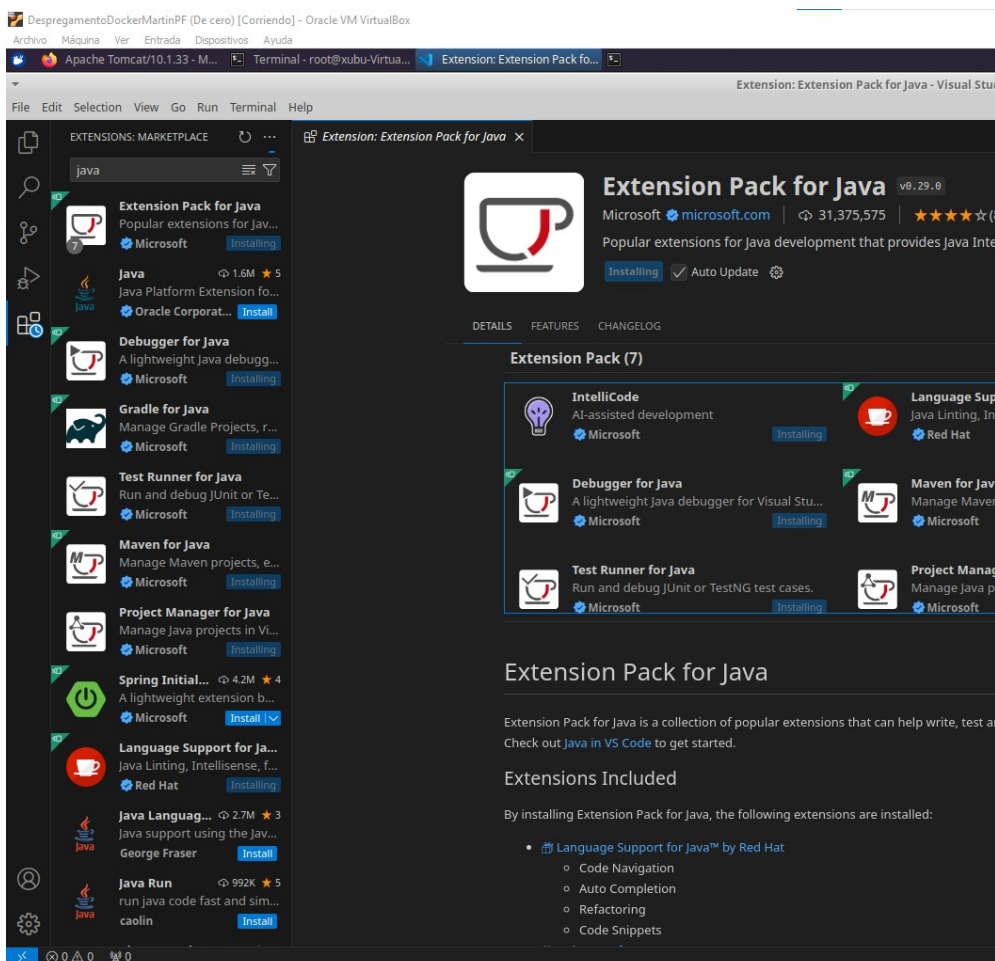 DespregamentoDockerMartinPF (De cero) [Corriendo] - Oracle VM VirtualBox
Archivo Máquina Ver Entrada Dispositivos Ayuda
Apache Tomcat/10.1.33 - M... Terminal - root@xubu-Virtua... Extension: Extension Pack fo...
Extension: Extension Pack for Java - Visual Stu
File Edit Selection View Go Run Terminal Help
EXTENSIONS: MARKETPLACE
java
Extension Pack for Java
Popular extensions for Jav...
7
Microsoft Installing
Java 1.6M ★ 5
Java Platform Extension fo...
Java
Oracle Corporat... Install
Debugger for Java
A lightweight Java debugg...
Microsoft Installing
Gradle for Java
Manage Gradle Projects, r...
Microsoft Installing
Test Runner for Java
Run and debug JUnit or Te...
Microsoft Installing
Maven for Java
Manage Maven projects, e...
Microsoft Installing
Project Manager for Java
Manage Java projects in Vi...
Microsoft Installing
Spring Initial... 4.2M ★ 4
A lightweight extension b...
Microsoft Install
Language Support for Ja...
Java Linting, Intellisense, f...
Red Hat Installing
Java Languag... 2.7M ★ 3
Java support using the Jav...
Java
George Fraser Install
Java Run 992K ★ 5
run java code fast and sim...
Java
caolin Install
0 0 0
Extension: Extension Pack for Java
Extension Pack for Java v0.29.0
Microsoft microsoft.com 31,375,575 ★★★★☆(
Popular extensions for Java development that provides Java Inte
Installing Auto Update
DETAILS FEATURES CHANGELOG
Extension Pack (7)
IntelliCode
AI-assisted development
Microsoft Installing
Language Sup
Java Linting, In
Red Hat
Debugger for Java
A lightweight Java debugger for Visual Stu...
Microsoft Installing
Maven for Jav
Manage Maven
Microsoft
Test Runner for Java
Run and debug JUnit or TestNG test cases.
Microsoft Installing
Project Manag
Manage Java p
Microsoft
Extension Pack for Java
Extension Pack for Java is a collection of popular extensions that can help write, test a
Check out Java in VS Code to get started.
Extensions Included
By installing Extension Pack for Java, the following extensions are installed:
Language Support for Java™ by Red Hat
Code Navigation
Auto Completion
Refactoring
Code Snippets